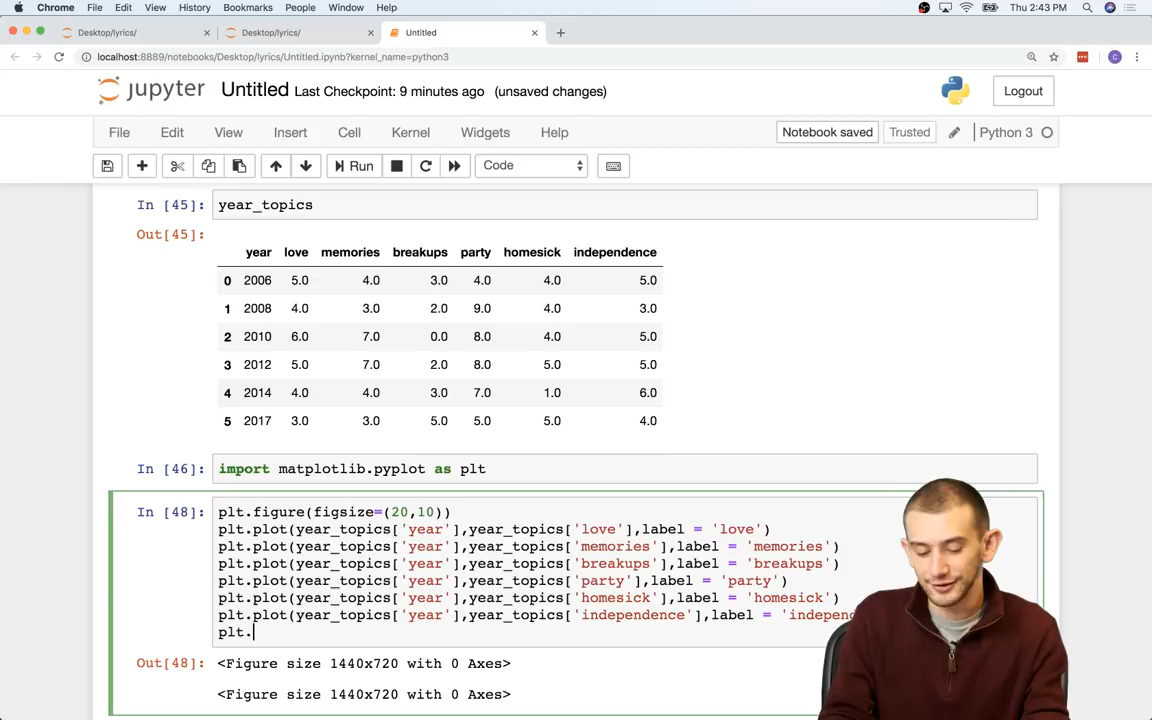 Chrome File Edit View History Bookmarks People Window Help Thu 2:43 PM
Desktop/lyrics/ × Desktop/lyrics/ × Untitled ×
localhost:8889/notebooks/Desktop/lyrics/Untitled.ipynb?kernel_name=python3 C
jupyter Untitled Last Checkpoint: 9 minutes ago (unsaved changes) Logout
File Edit View Insert Cell Kernel Widgets Help Notebook saved Trusted Python 3
Run Code
In [45]: year_topics
Out[45]:
year love memories breakups party homesick independence
0 2006 5.0 4.0 3.0 4.0 4.0 5.0
1 2008 4.0 3.0 2.0 9.0 4.0 3.0
2 2010 6.0 7.0 0.0 8.0 4.0 5.0
3 2012 5.0 7.0 2.0 8.0 5.0 5.0
4 2014 4.0 4.0 3.0 7.0 1.0 6.0
5 2017 3.0 3.0 5.0 5.0 5.0 4.0
In [46]: import matplotlib.pyplot as plt
In [48]: plt.figure(figsize=(20,10))
plt.plot(year_topics['year'],year_topics['love'],label = 'love')
plt.plot(year_topics['year'],year_topics['memories'],label = 'memories')
plt.plot(year_topics['year'],year_topics['breakups'],label = 'breakups')
plt.plot(year_topics['year'],year_topics['party'],label = 'party')
plt.plot(year_topics['year'],year_topics['homesick'],label = 'homesick')
plt.plot(year_topics['year'],year_topics['independence'],label = 'independ
plt.
Out[48]: <Figure size 1440x720 with 0 Axes>
<Figure size 1440x720 with 0 Axes>